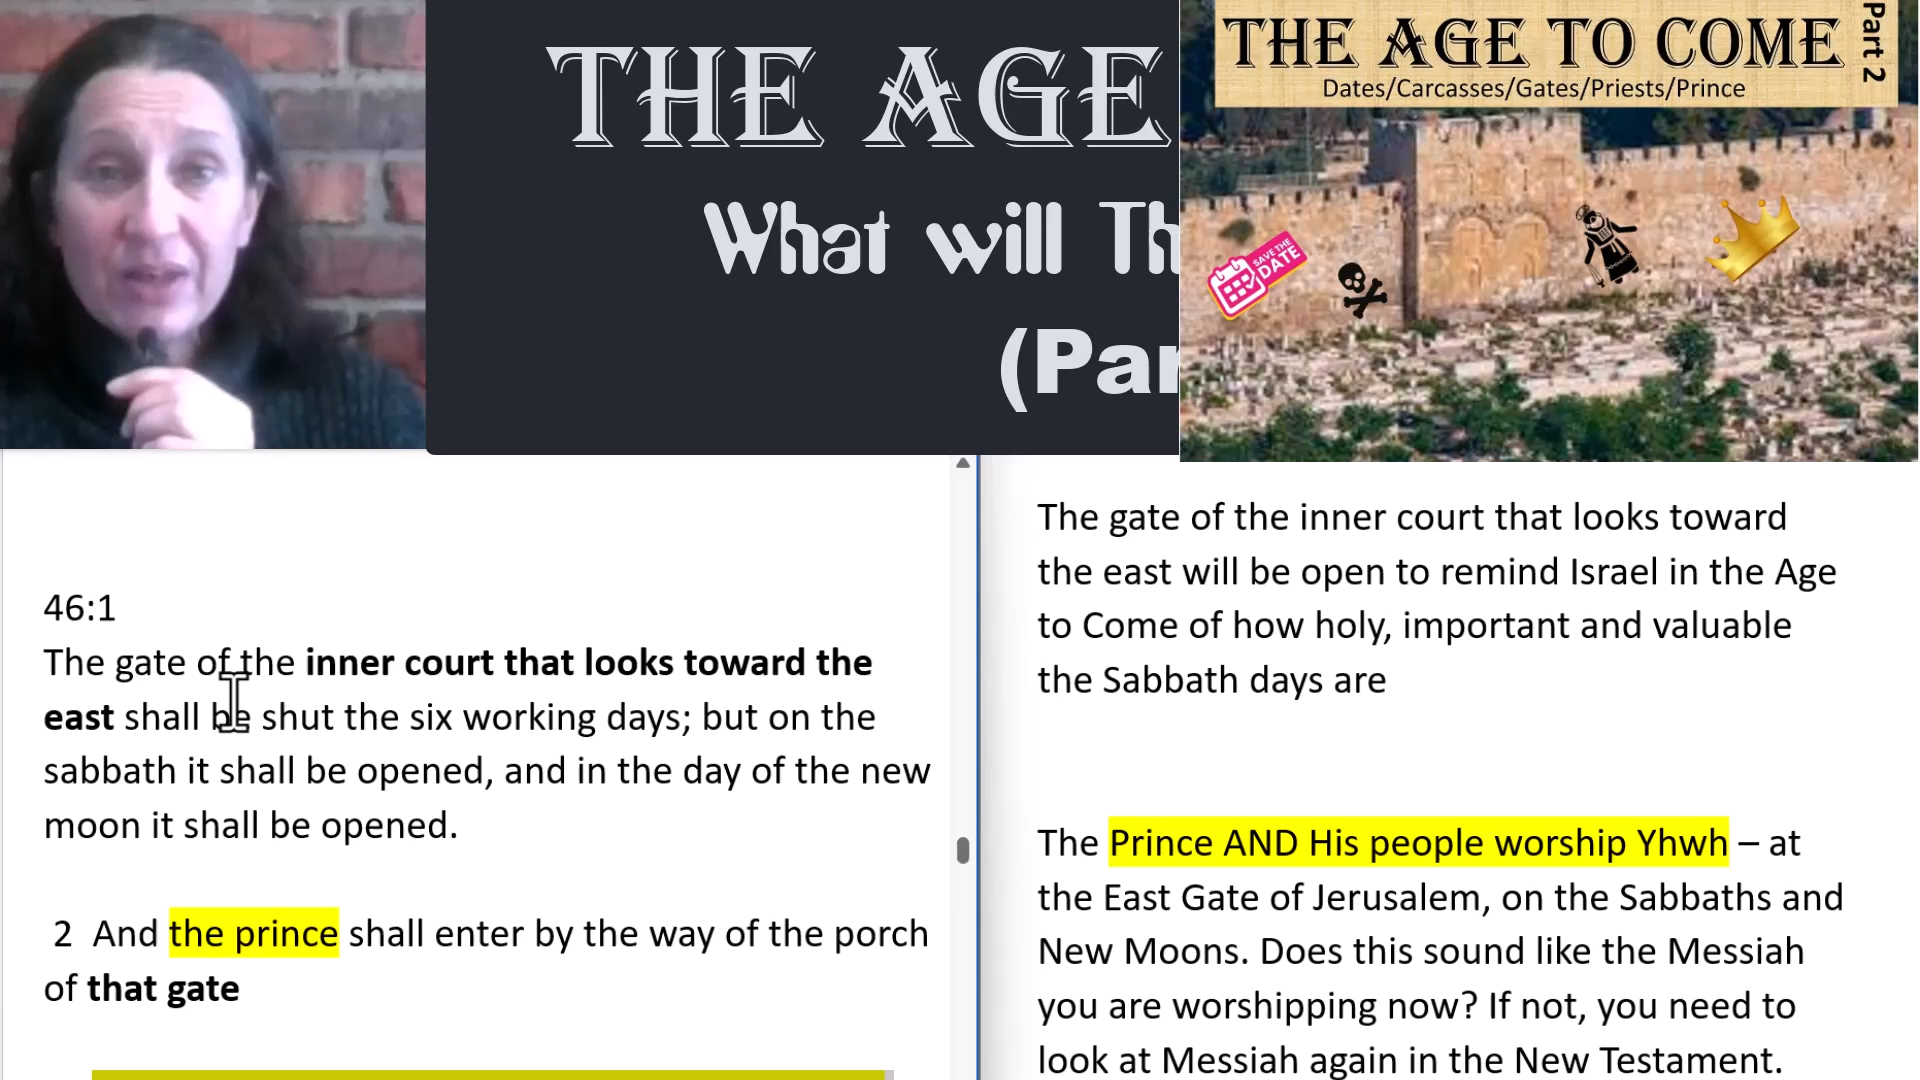 THE AGE
What will Th
(Par
THE AGE TO COME
Part 2
Dates/Carcasses/Gates/Priests/Prince
SAVE THE
DATE
46:1
The gate of the inner court that looks toward the
east shall be shut the six working days; but on the
sabbath it shall be opened, and in the day of the new
moon it shall be opened.
2 And the prince shall enter by the way of the porch
of that gate
The gate of the inner court that looks toward
the east will be open to remind Israel in the Age
to Come of how holy, important and valuable
the Sabbath days are
The Prince AND His people worship Yhwh – at
the East Gate of Jerusalem, on the Sabbaths and
New Moons. Does this sound like the Messiah
you are worshipping now? If not, you need to
look at Messiah again in the New Testament.